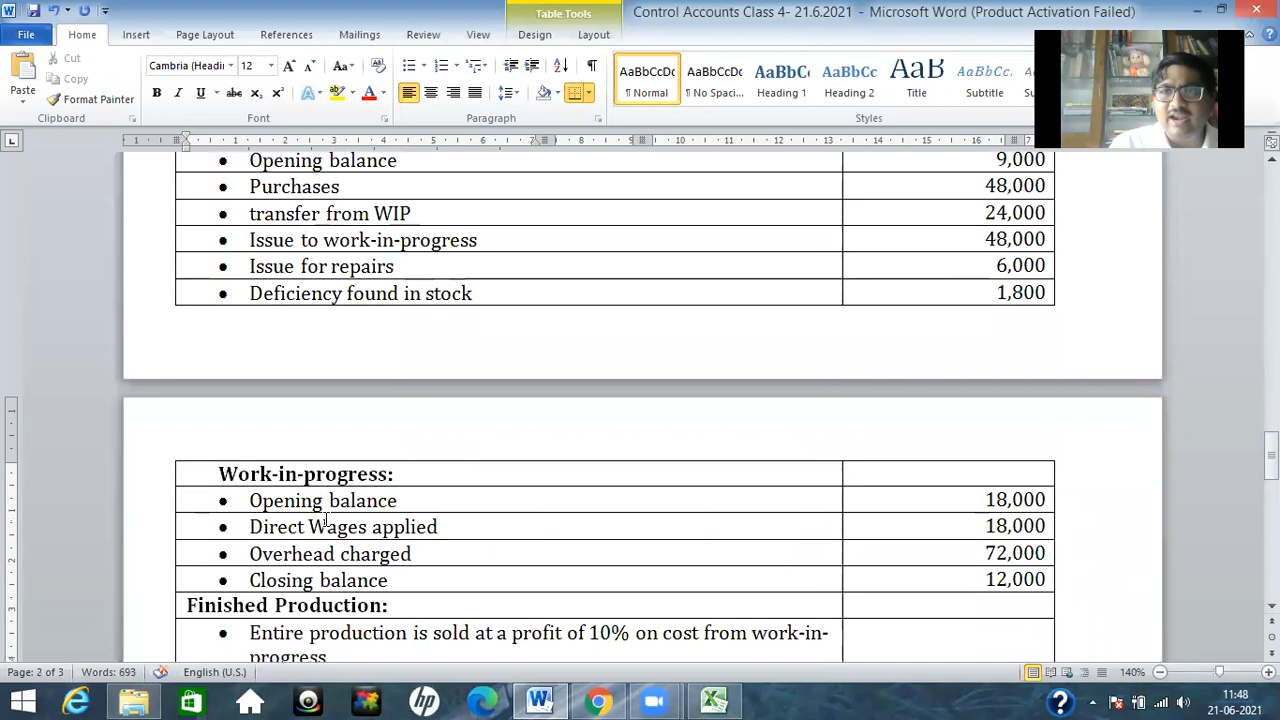 Table Tools
Control Accounts Class 4- 21.6.2021 - Microsoft Word (Product Activation Failed)
File Home Insert Page Layout References Mailings Review View Design Layout
Cut
Copy
Paste
Format Painter
Clipboard
Cambria (Headi 12
Font
Paragraph
AaBbCcDc AaBbCcDc AaBbC AaBbCc AaB AaBbCc
¶ Normal ¶ No Spaci... Heading 1 Heading 2 Title Subtitle
Styles
Opening balance 9,000
Purchases 48,000
transfer from WIP 24,000
Issue to work-in-progress 48,000
Issue for repairs 6,000
Deficiency found in stock 1,800
Work-in-progress:
Opening balance 18,000
Direct Wages applied 18,000
Overhead charged 72,000
Closing balance 12,000
Finished Production:
Entire production is sold at a profit of 10% on cost from work-in-
progress
Page: 2 of 3 Words: 693 English (U.S.) 140%
11:48
21-06-2021